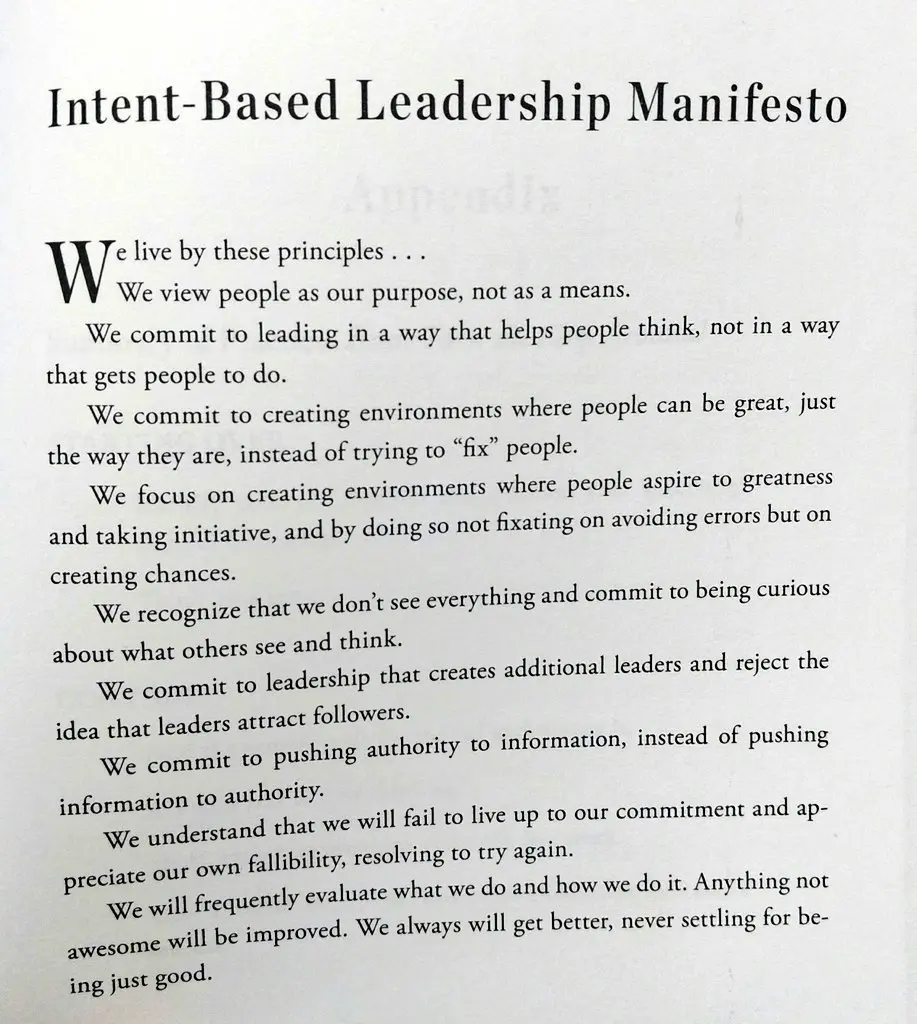 Intent-Based Leadership Manifesto
Appendix
We live by these principles . . .
We view people as our purpose, not as a means.
We commit to leading in a way that helps people think, not in a way
that gets people to do.
We commit to creating environments where people can be great, just
the way they are, instead of trying to “fix” people.
We focus on creating environments where people aspire to greatness
and taking initiative, and by doing so not fixating on avoiding errors but on
creating chances.
We recognize that we don’t see everything and commit to being curious
about what others see and think.
We commit to leadership that creates additional leaders and reject the
idea that leaders attract followers.
We commit to pushing authority to information, instead of pushing
information to authority.
We understand that we will fail to live up to our commitment and ap-
preciate our own fallibility, resolving to try again.
We will frequently evaluate what we do and how we do it. Anything not
awesome will be improved. We always will get better, never settling for be-
ing just good.